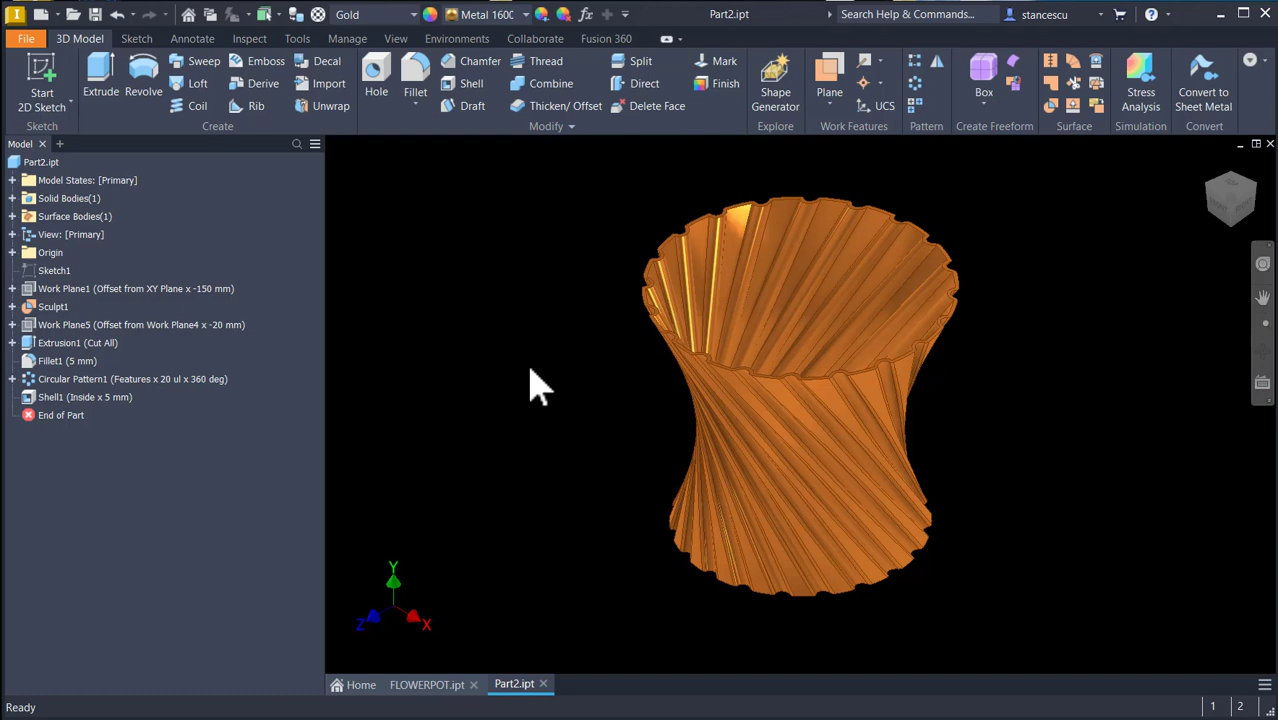 Gold
Metal 1600
Part2.ipt
Search Help & Commands...
stancescu
File
3D Model
Sketch
Annotate
Inspect
Tools
Manage
View
Environments
Collaborate
Fusion 360
Start
2D Sketch
Sketch
Extrude
Revolve
Sweep
Loft
Coil
Emboss
Derive
Rib
Decal
Import
Unwrap
Create
Hole
Fillet
Chamfer
Shell
Draft
Thread
Combine
Thicken/ Offset
Split
Direct
Delete Face
Mark
Finish
Modify
Shape
Generator
Explore
Plane
UCS
Work Features
Pattern
Box
Create Freeform
Surface
Stress
Analysis
Simulation
Convert to
Sheet Metal
Convert
Model
Part2.ipt
Model States: [Primary]
Solid Bodies(1)
Surface Bodies(1)
View: [Primary]
Origin
Sketch1
Work Plane1 (Offset from XY Plane x -150 mm)
Sculpt1
Work Plane5 (Offset from Work Plane4 x -20 mm)
Extrusion1 (Cut All)
Fillet1 (5 mm)
Circular Pattern1 (Features x 20 ul x 360 deg)
Shell1 (Inside x 5 mm)
End of Part
Y
Z
X
Home
FLOWERPOT.ipt
Part2.ipt
Ready
1
2